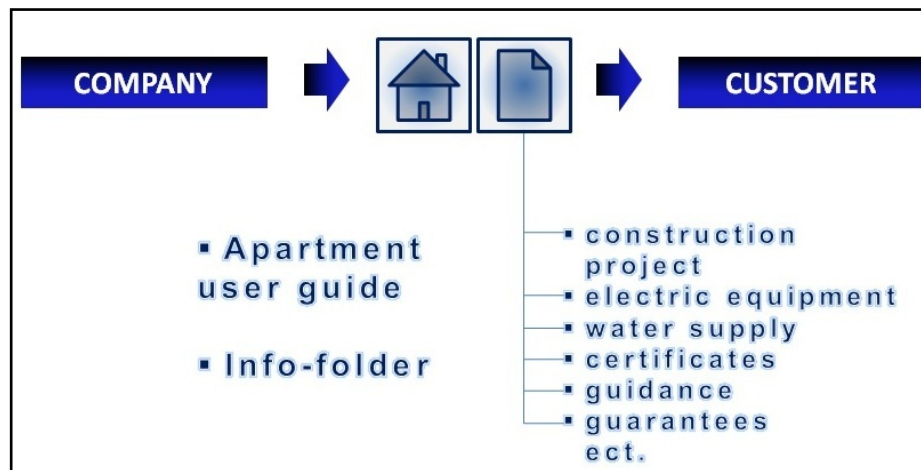 COMPANY
CUSTOMER
▪ Apartment
user guide
▪ Info-folder
▪ construction
project
▪ electric equipment
▪ water supply
▪ certificates
▪ guidance
▪ guarantees
ect.